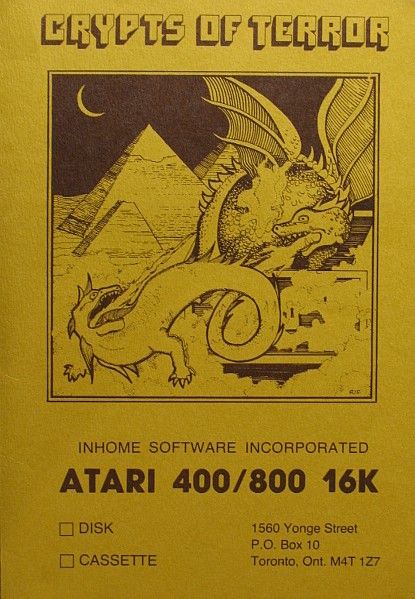 CRYPTS OF TERROR
RJF
INHOME SOFTWARE INCORPORATED
ATARI 400/800 16K
DISK
CASSETTE
1560 Yonge Street
P.O. Box 10
Toronto, Ont. M4T 1Z7